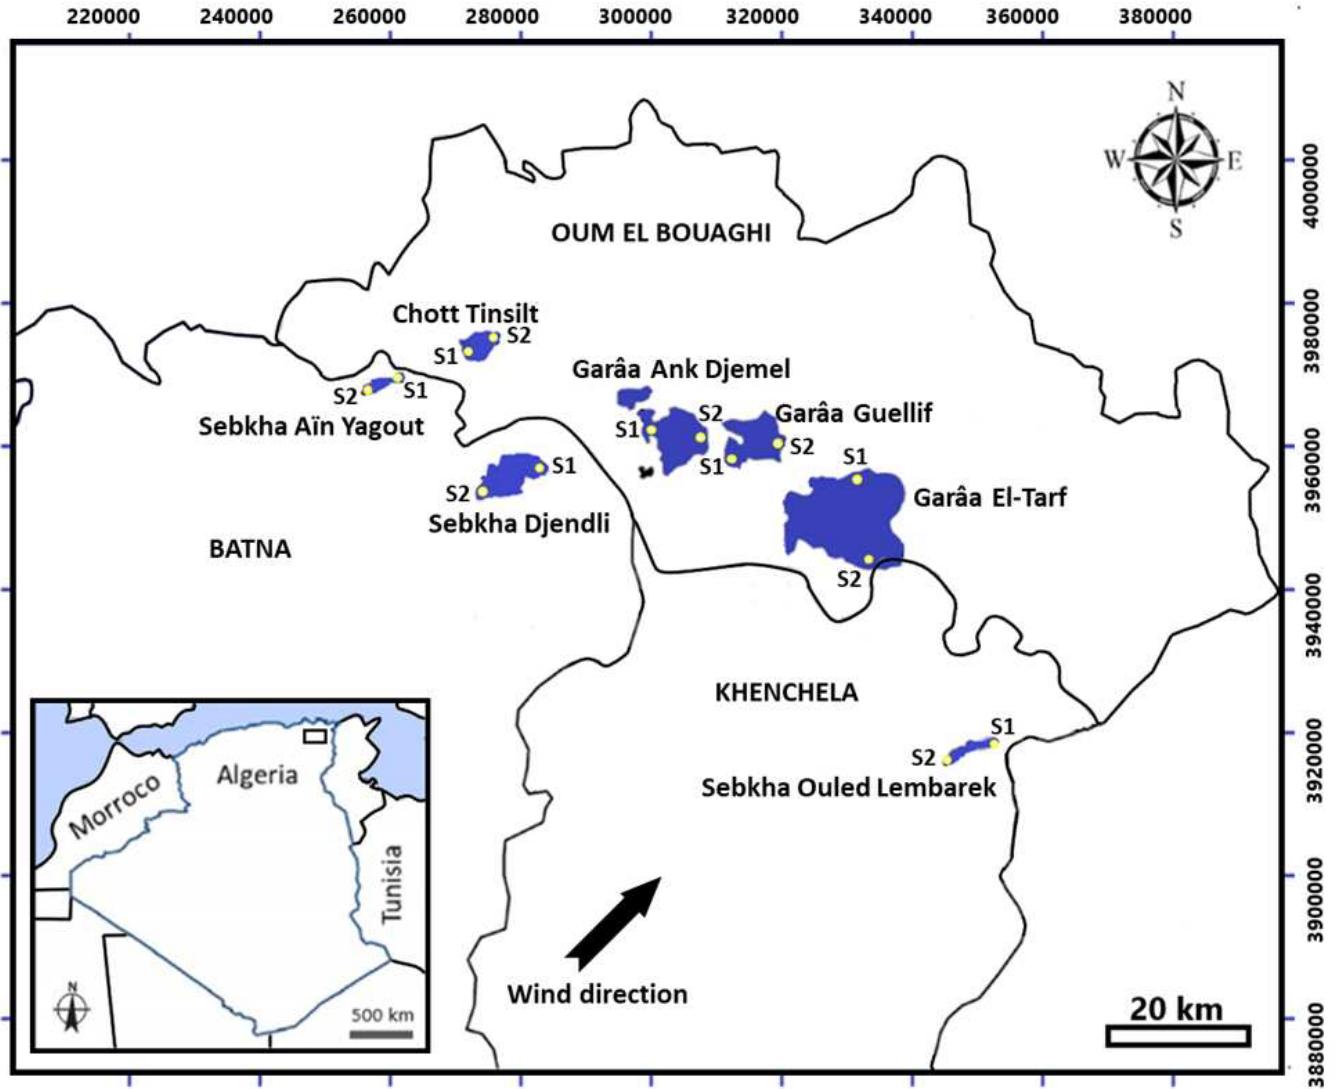 220000 240000 260000 280000 300000 320000 340000 360000 380000
N
W E
S
4000000
3980000
3960000
3940000
3920000
3900000
3880000
OUM EL BOUAGHI
Chott Tinsilt
S2
S1
S1
S2
Sebkha Aïn Yagout
Garâa Ank Djemel
S2
S1
Garâa Guellif
S2
S1
S1
Garâa El-Tarf
S2
S1
S2
Sebkha Djendli
BATNA
KHENCHELA
S1
S2
Sebkha Ouled Lembarek
Wind direction
20 km
Morroco
Algeria
Tunisia
N
500 km